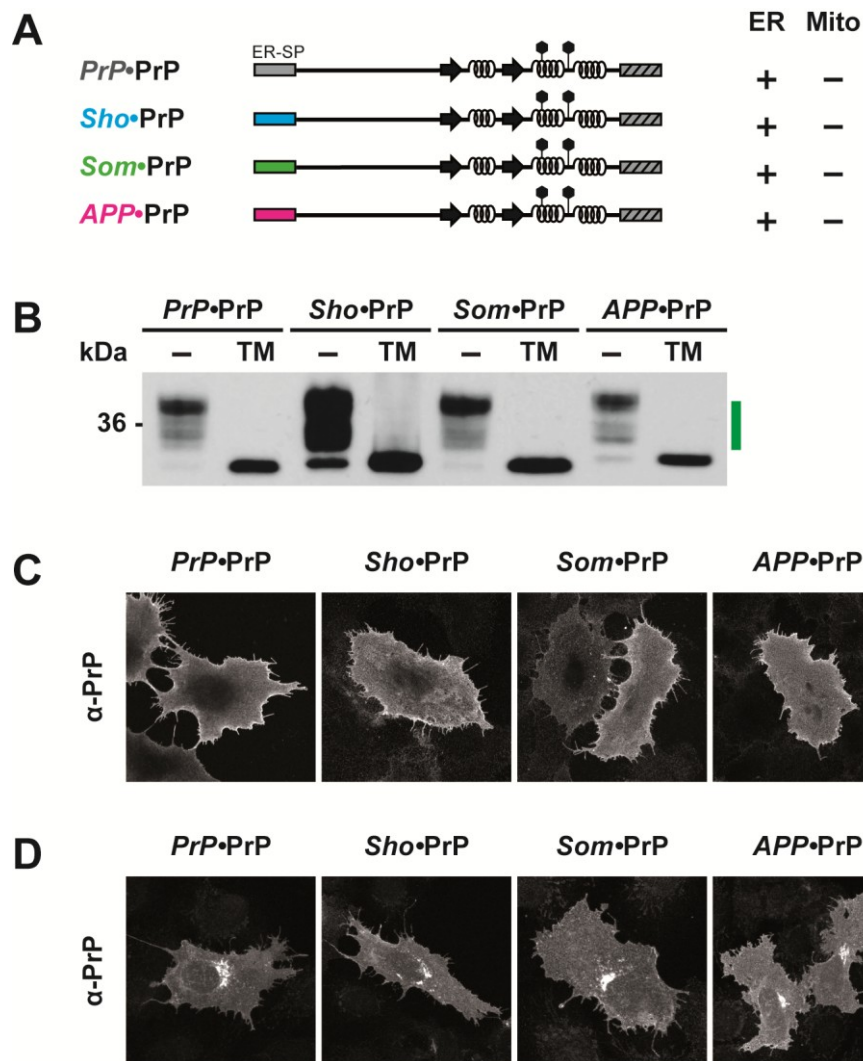 A
ER Mito
ER-SP
PrP•PrP + –
Sho•PrP + –
Som•PrP + –
APP•PrP + –
B
PrP•PrP Sho•PrP Som•PrP APP•PrP
kDa – TM – TM – TM – TM
36 -
C
PrP•PrP Sho•PrP Som•PrP APP•PrP
α-PrP
D
PrP•PrP Sho•PrP Som•PrP APP•PrP
α-PrP